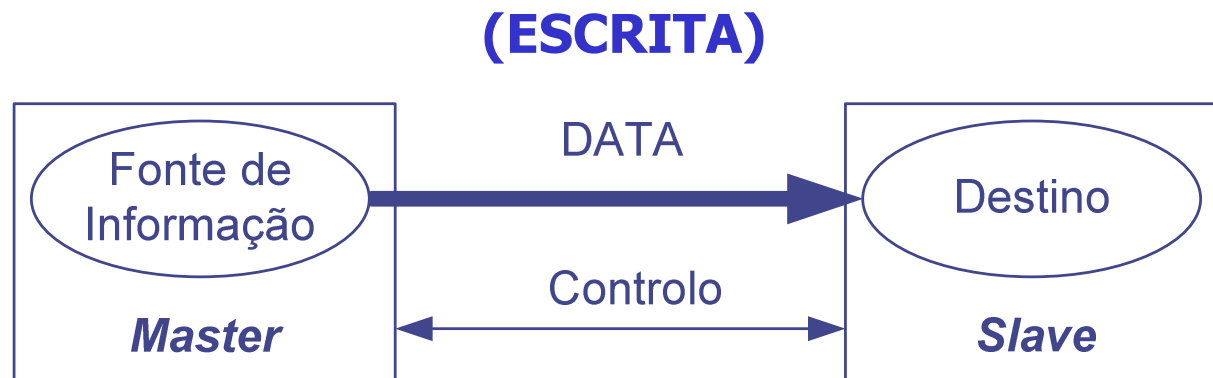 (ESCRITA)
Fonte de
Informação
DATA
Destino
Controlo
Master
Slave